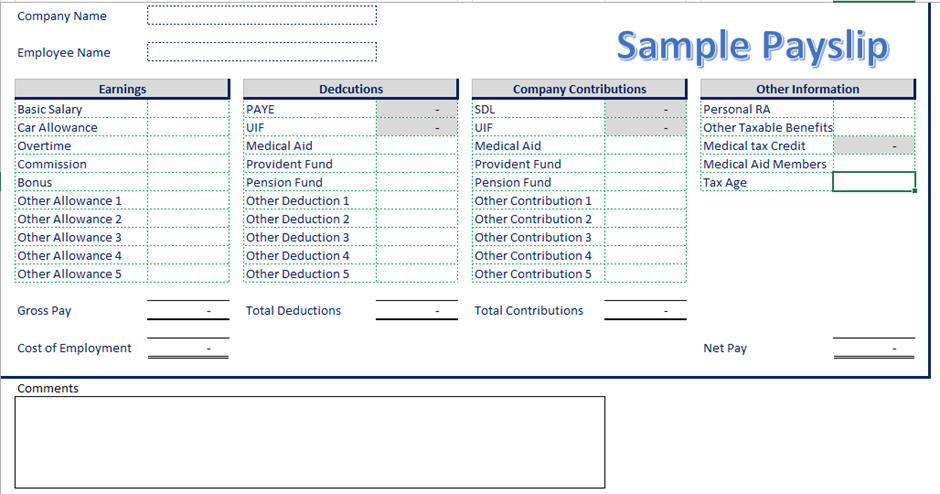 Company Name
Sample Payslip
Employee Name
Earnings Dedcutions Company Contributions Other Information
Basic Salary PAYE - SDL - Personal RA
Car Allowance UIF - UIF - Other Taxable Benefits
Overtime Medical Aid Medical Aid Medical tax Credit -
Commission Provident Fund Provident Fund Medical Aid Members
Bonus Pension Fund Pension Fund Tax Age
Other Allowance 1 Other Deduction 1 Other Contribution 1
Other Allowance 2 Other Deduction 2 Other Contribution 2
Other Allowance 3 Other Deduction 3 Other Contribution 3
Other Allowance 4 Other Deduction 4 Other Contribution 4
Other Allowance 5 Other Deduction 5 Other Contribution 5
Gross Pay - Total Deductions - Total Contributions -
Cost of Employment - Net Pay -
Comments